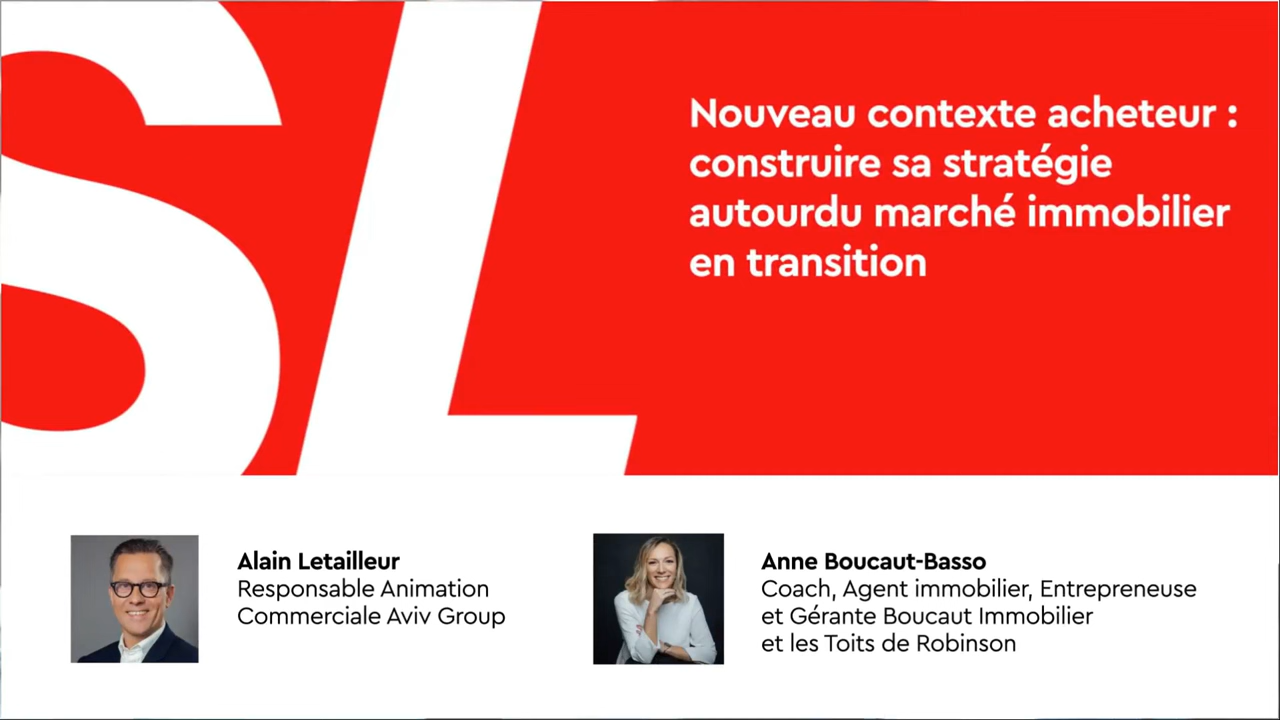 SL
Nouveau contexte acheteur :
construire sa stratégie
autourdu marché immobilier
en transition
Alain Letailleur
Responsable Animation
Commerciale Aviv Group
Anne Boucaut-Basso
Coach, Agent immobilier, Entrepreneuse
et Gérante Boucaut Immobilier
et les Toits de Robinson